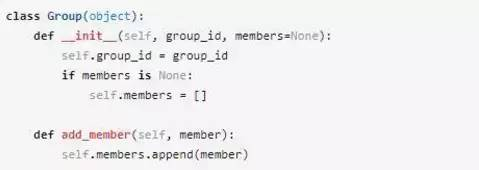 class Group(object):
    def __init__(self, group_id, members=None):
        self.group_id = group_id
        if members is None:
            self.members = []
    def add_member(self, member):
        self.members.append(member)